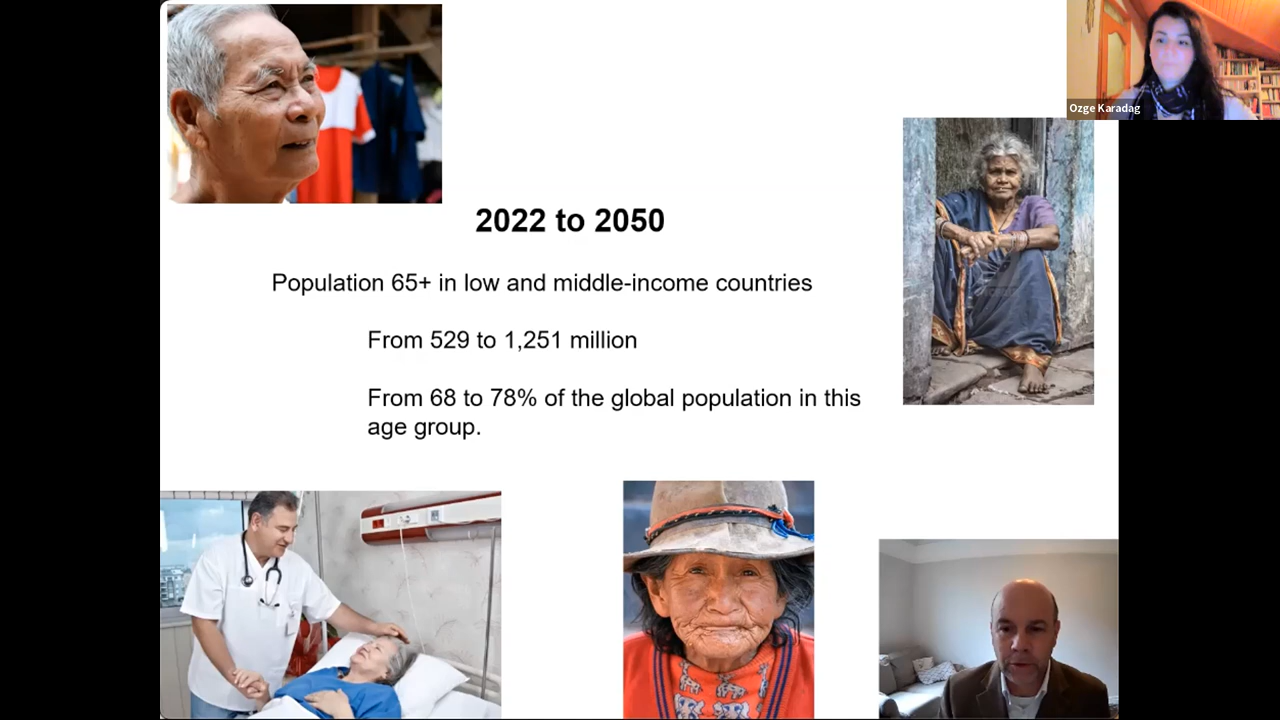 Ozge Karadag
2022 to 2050
Population 65+ in low and middle-income countries
From 529 to 1,251 million
From 68 to 78% of the global population in this
age group.